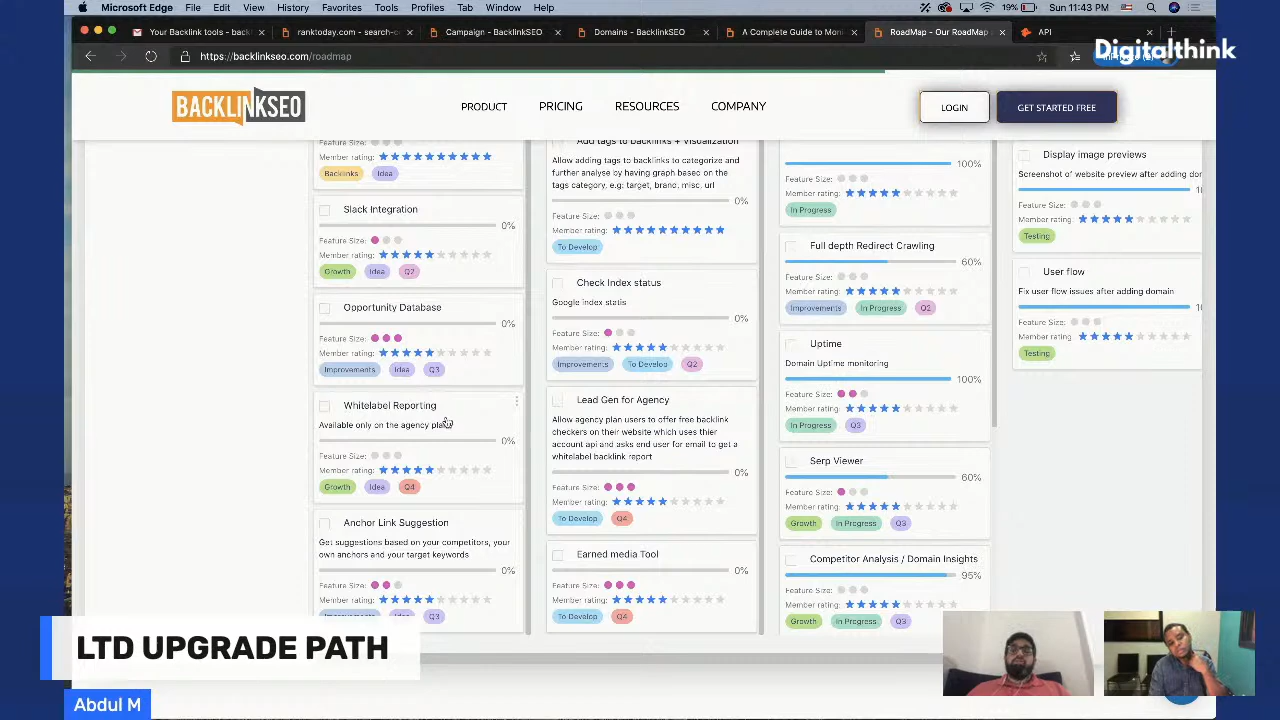 Microsoft Edge File Edit View History Favorites Tools Profiles Tab Window Help 19% Sun 11:43 PM
Your Backlink tools - back
ranktoday.com - search-c
Campaign - BacklinkSEO
Domains - BacklinkSEO
A Complete Guide to Moni
RoadMap - Our RoadMap
API
Digitalthink
https://backlinkseo.com/roadmap
BACKLINKSEO
PRODUCT PRICING RESOURCES COMPANY
LOGIN
GET STARTED FREE
Feature Size:
Member rating:
Backlinks Idea
Slack Integration
0%
Feature Size:
Member rating:
Growth Idea Q2
Opportunity Database
0%
Feature Size:
Member rating:
Improvements Idea Q3
Whitelabel Reporting
Available only on the agency plan
0%
Feature Size:
Member rating:
Growth Idea Q4
Anchor Link Suggestion
Get suggestions based on your competitors, your
own anchors and your target keywords.
0%
Feature Size:
Member rating:
Improvements Idea Q3
Add tags to backlinks + Visualization
Allow adding tags to backlinks to categorize and
further analyse by having graph based on the
tags category, e.g: target, brand, misc, url
0%
Feature Size:
Member rating:
To Develop
Check Index status
Google index statis
0%
Feature Size:
Member rating:
Improvements To Develop Q2
Lead Gen for Agency
Allow agency plan users to offer free backlink
checkers on their website which uses thier
account api and asks end user for email to get a
whitelabel backlink report
0%
Feature Size:
Member rating:
To Develop Q4
Earned media Tool
0%
Feature Size:
Member rating:
To Develop Q4
100%
Feature Size:
Member rating:
In Progress
Full depth Redirect Crawling
60%
Feature Size:
Member rating:
Improvements In Progress Q2
Uptime
Domain Uptime monitoring
100%
Feature Size:
Member rating:
In Progress Q3
Serp Viewer
60%
Feature Size:
Member rating:
Growth In Progress Q3
Competitor Analysis / Domain Insights
95%
Feature Size:
Member rating:
Growth In Progress Q3
Display image previews
Screenshot of website preview after adding dor
Feature Size:
Member rating:
Testing
User flow
Fix user flow issues after adding domain
Feature Size:
Member rating:
Testing
LTD UPGRADE PATH
Abdul M